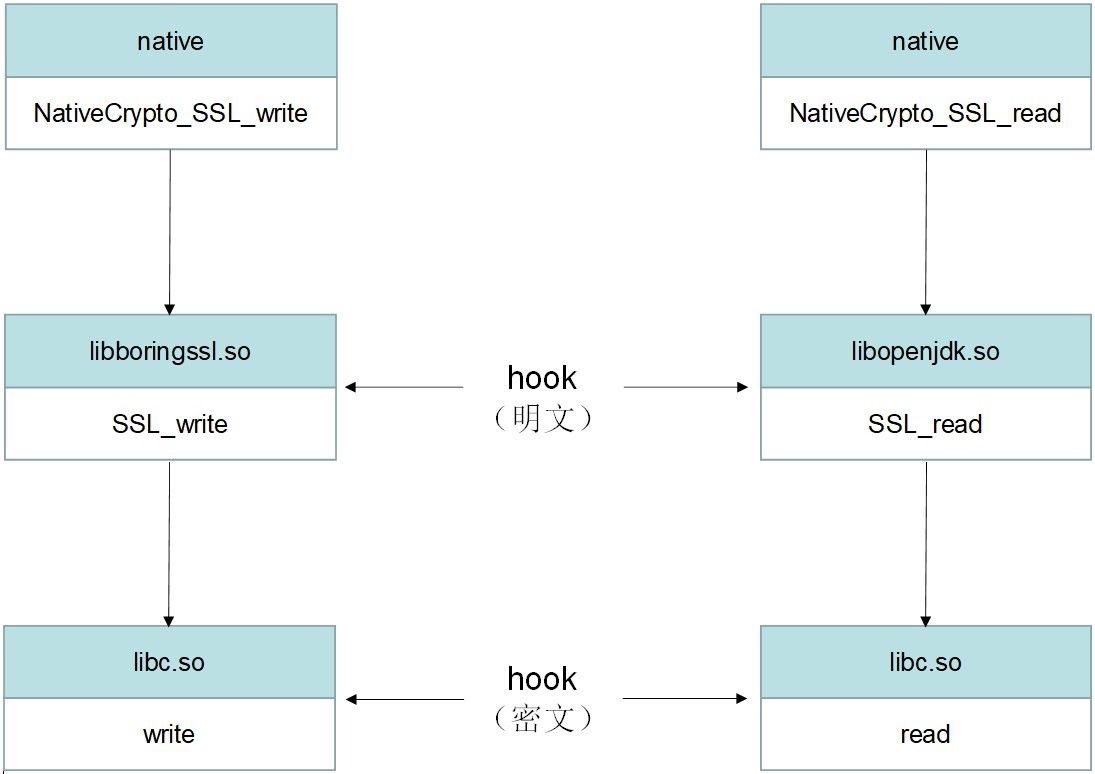 native
NativeCrypto_SSL_write
native
NativeCrypto_SSL_read
libboringssl.so
SSL_write
hook
（明文）
libopenjdk.so
SSL_read
libc.so
write
hook
（密文）
libc.so
read